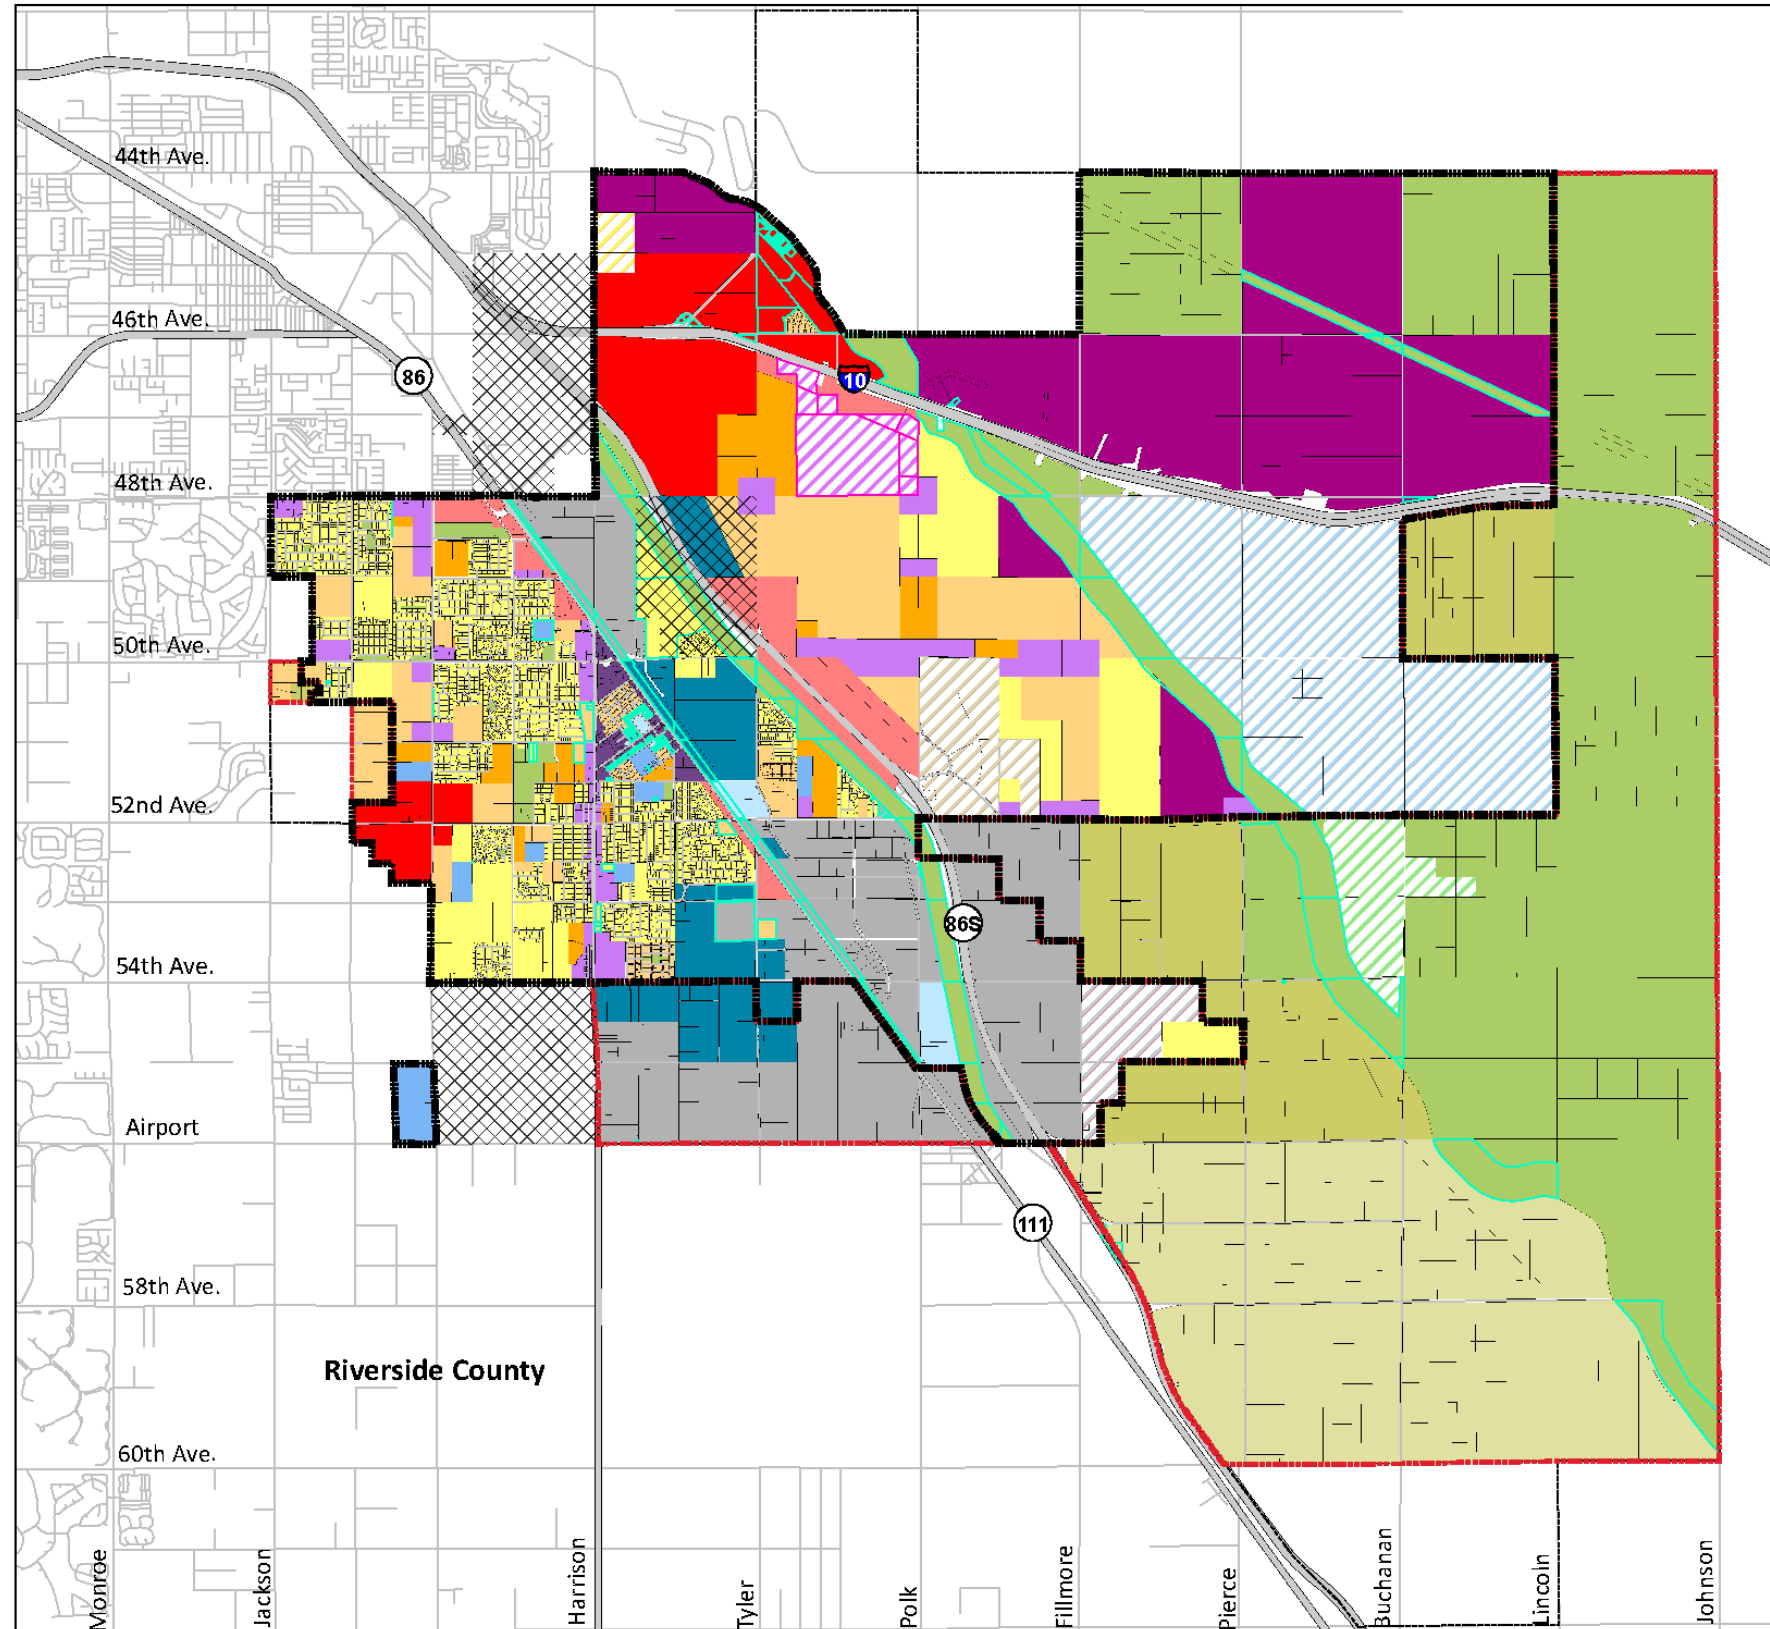 44th Ave.
46th Ave.
86
10
48th Ave.
50th Ave.
52nd Ave.
86S
54th Ave.
Airport
111
58th Ave.
Riverside County
60th Ave.
Monroe
Jackson
Harrison
Tyler
Polk
Fillmore
Pierce
Buchanan
Lincoln
Johnson